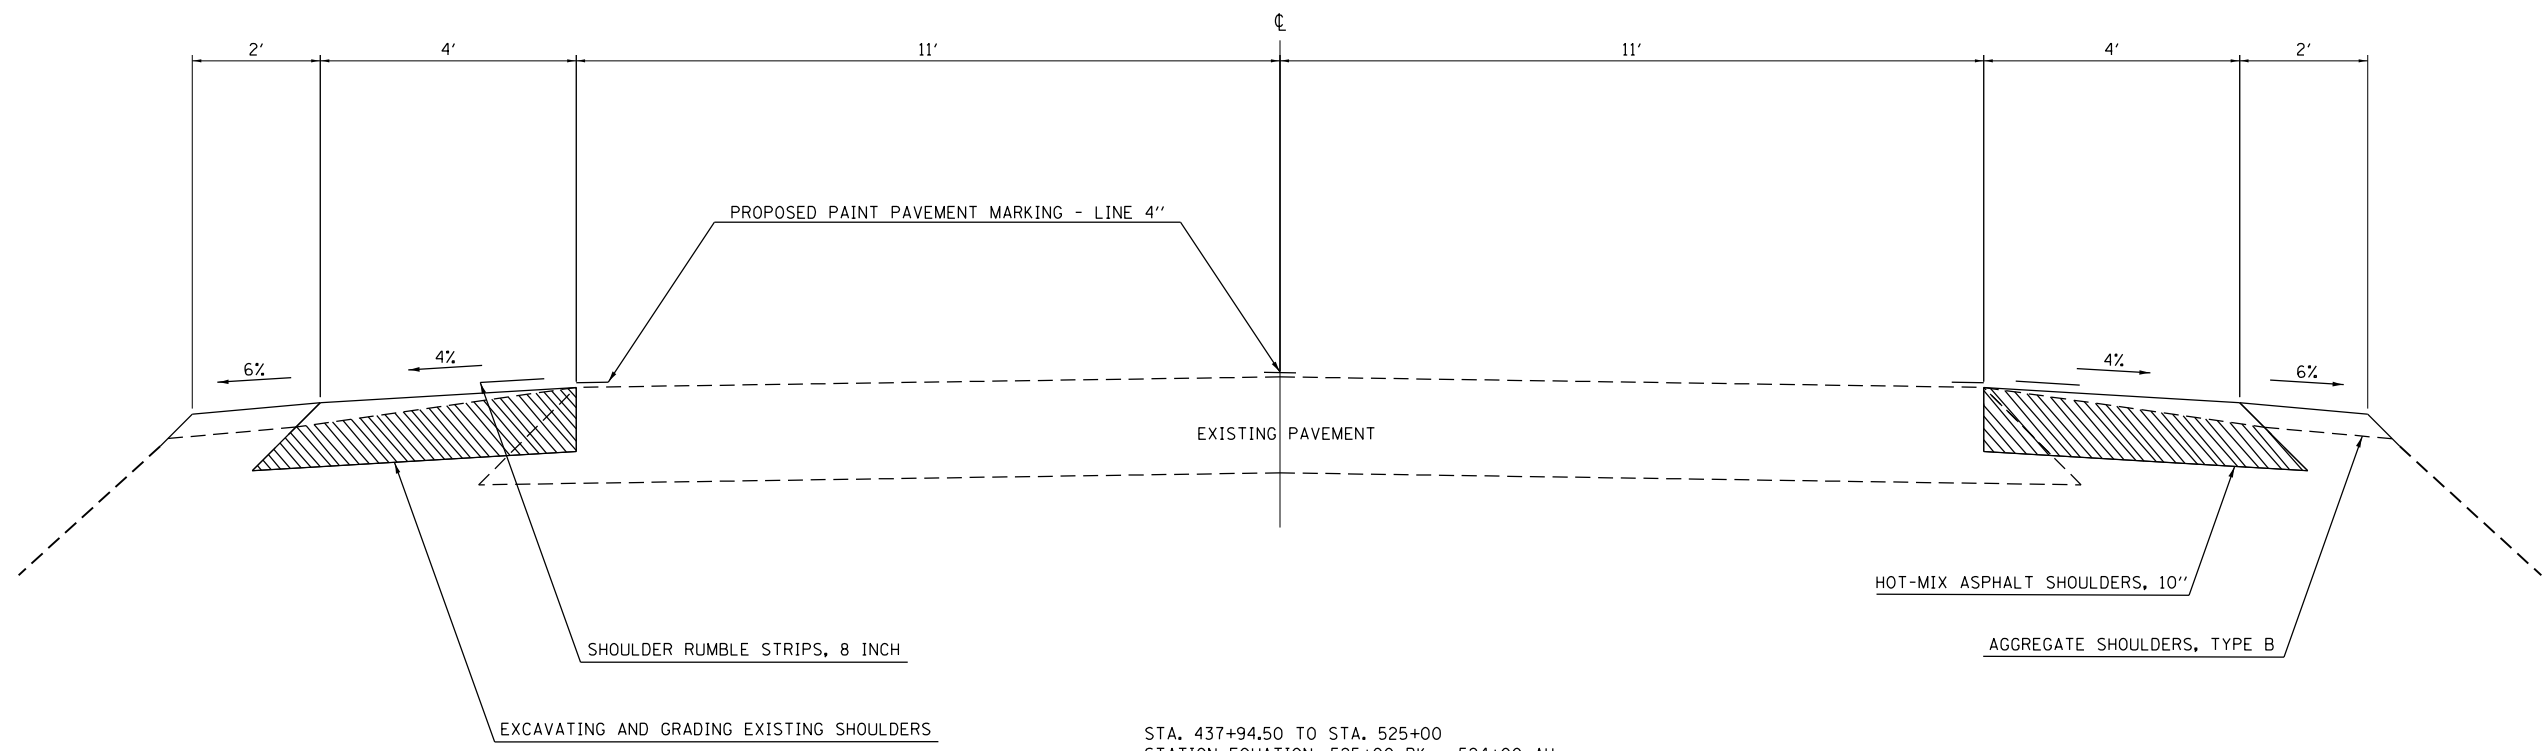 ℄
2' 4' 11' 11' 4' 2'
PROPOSED PAINT PAVEMENT MARKING - LINE 4"
6% 4% 4% 6%
EXISTING PAVEMENT
HOT-MIX ASPHALT SHOULDERS, 10"
SHOULDER RUMBLE STRIPS, 8 INCH
AGGREGATE SHOULDERS, TYPE B
EXCAVATING AND GRADING EXISTING SHOULDERS
STA. 437+94.50 TO STA. 525+00
STATION EQUATION